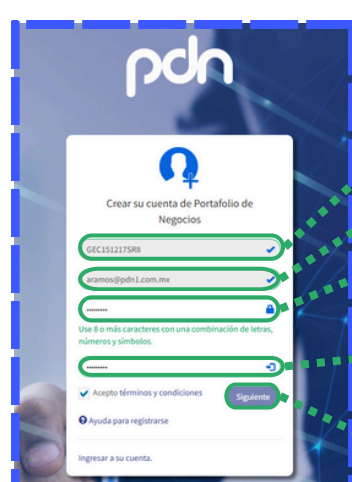 pdn
Crear su cuenta de Portafolio de
Negocios
GEC151217SR8
aramos@pdn1.com.mx
Use 8 o más caracteres con una combinación de letras,
números y símbolos.
Acepto términos y condiciones
Siguiente
Ayuda para registrarse
Ingresar a su cuenta.